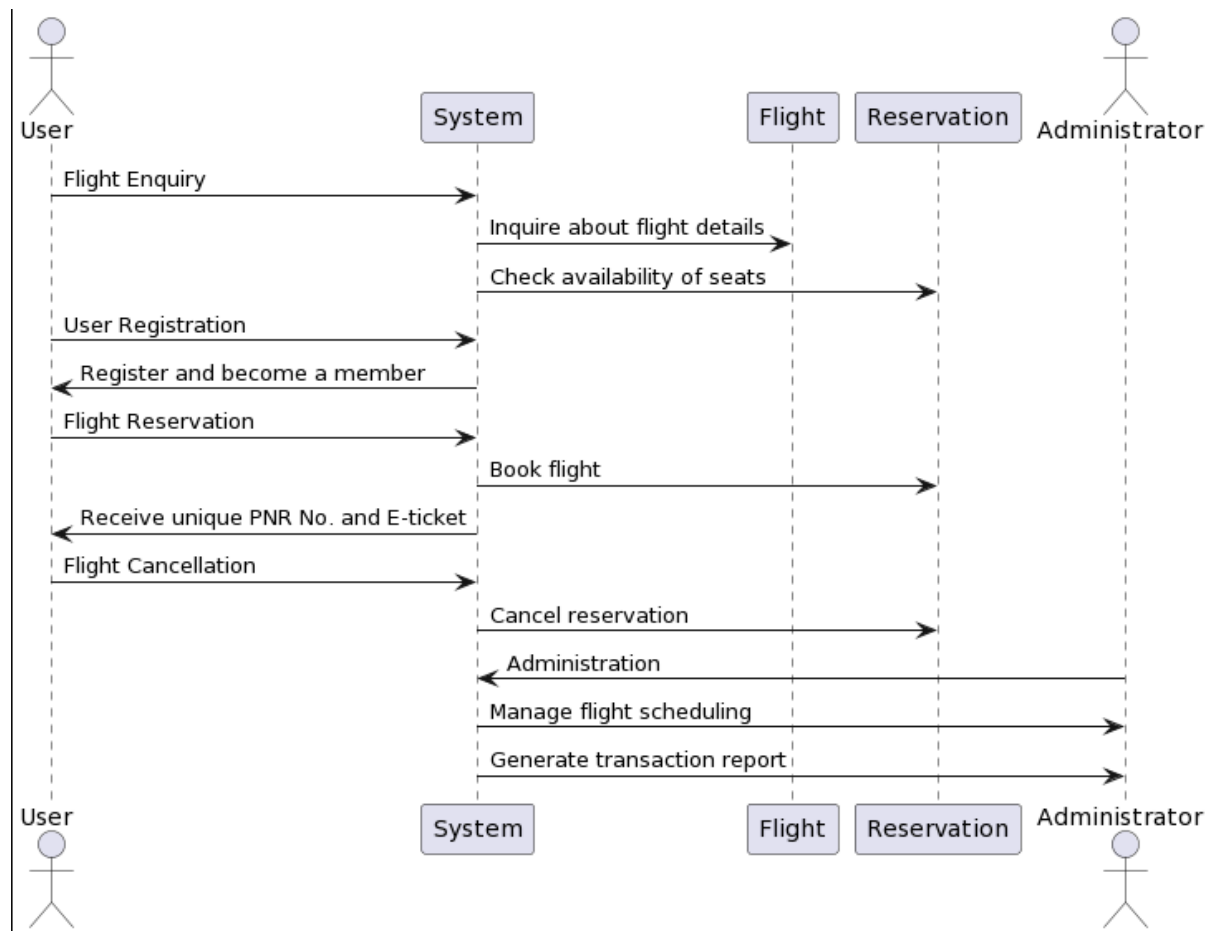 User
System
Flight
Reservation
Administrator
Flight Enquiry
Inquire about flight details
Check availability of seats
User Registration
Register and become a member
Flight Reservation
Book flight
Receive unique PNR No. and E-ticket
Flight Cancellation
Cancel reservation
Administration
Manage flight scheduling
Generate transaction report
User
System
Flight
Reservation
Administrator